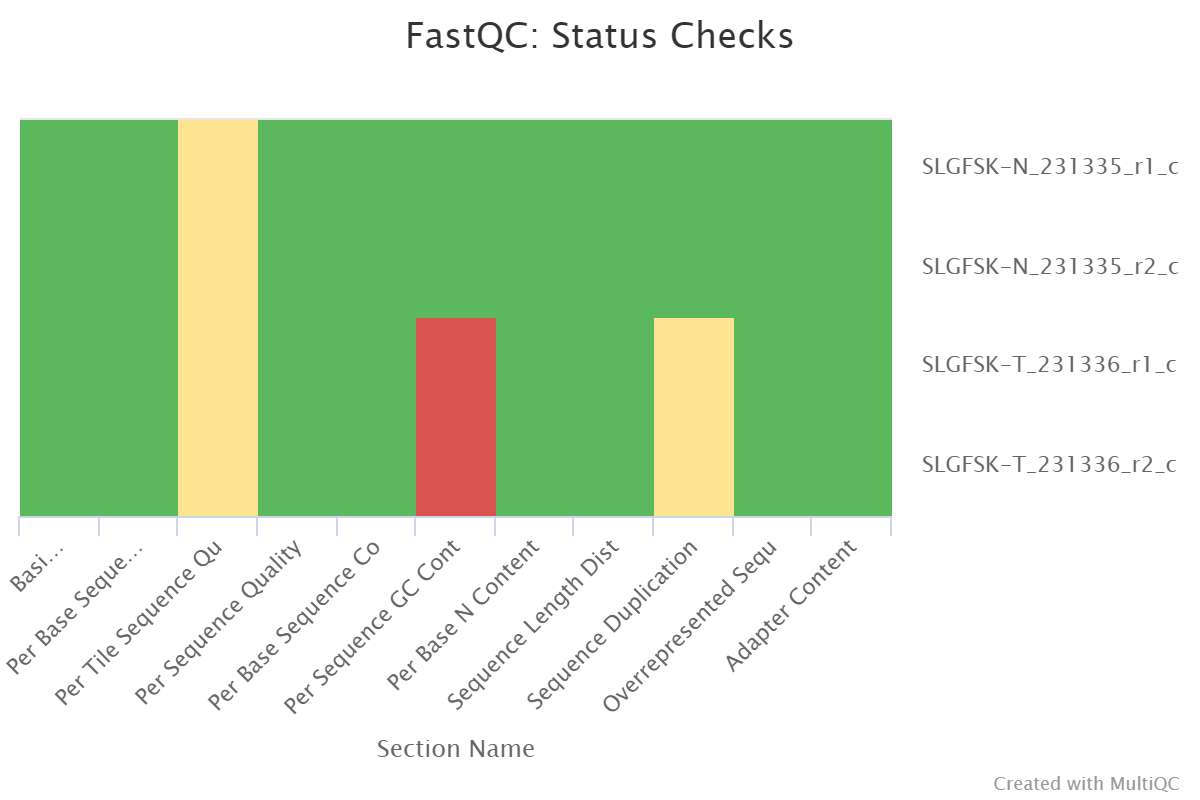 FastQC: Status Checks
SLGFSK-N_231335_r1_c
SLGFSK-N_231335_r2_c
SLGFSK-T_231336_r1_c
SLGFSK-T_231336_r2_c
Basi...
Per Base Seque...
Per Tile Sequence Qu
Per Sequence Quality
Per Base Sequence Co
Per Sequence GC Cont
Per Base N Content
Sequence Length Dist
Sequence Duplication
Overrepresented Sequ
Adapter Content
Section Name
Created with MultiQC